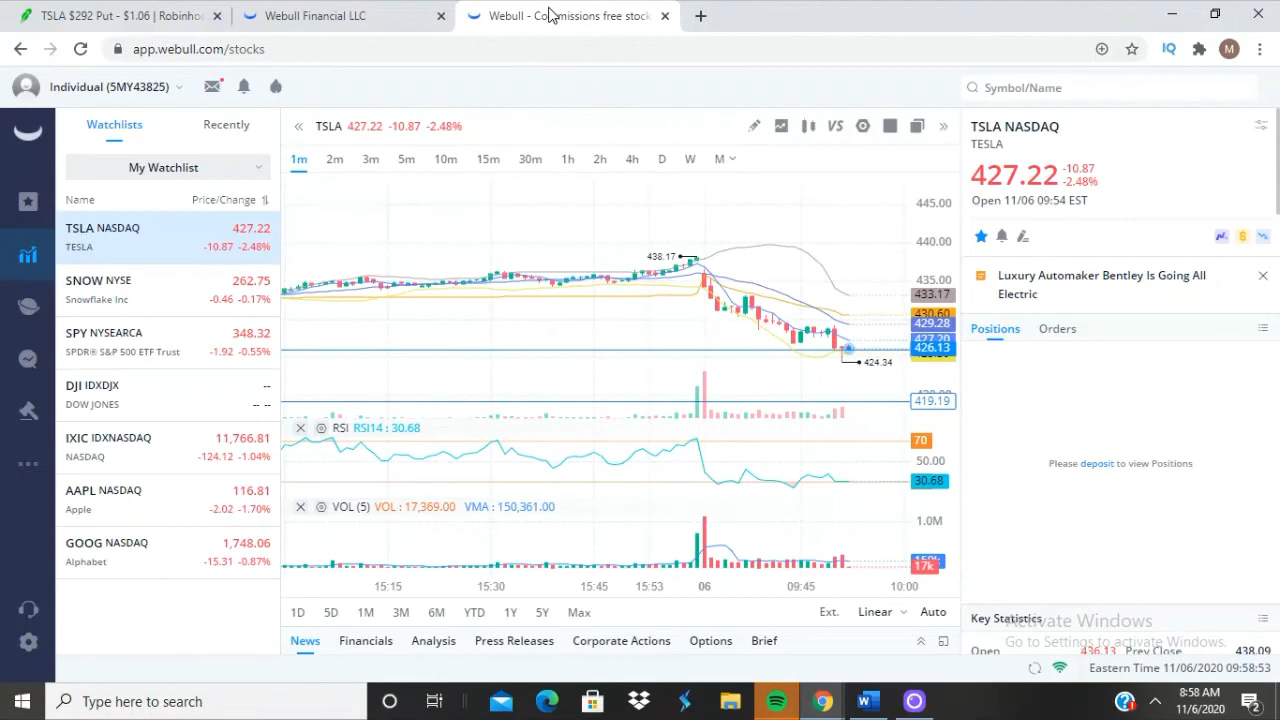 TSLA $292 Put - $1.06 | Robinho
Webull Financial LLC
Webull - Commissions free stock
app.webull.com/stocks
IQ
M
Individual (5MY43825)
Symbol/Name
Watchlists
Recently
My Watchlist
Name
Price/Change
TSLA NASDAQ
427.22
TESLA
-10.87 -2.48%
SNOW NYSE
262.75
Snowflake Inc
-0.46 -0.17%
SPY NYSEARCA
348.32
SPDR® S&P 500 ETF Trust
-1.92 -0.55%
DJI IDXDJX
--
DOW JONES
-- --
IXIC IDXNASDAQ
11,766.81
NASDAQ
-124.12 -1.04%
AAPL NASDAQ
116.81
Apple
-2.02 -1.70%
GOOG NASDAQ
1,748.06
Alphabet
-15.31 -0.87%
TSLA 427.22 -10.87 -2.48%
VS
1m 2m 3m 5m 10m 15m 30m 1h 2h 4h D W M
445.00
440.00
438.17
435.00
433.17
430.60
429.28
427.20
426.13
424.34
419.19
RSI RSI14 : 30.68
70
50.00
30.68
VOL (5) VOL : 17,369.00 VMA : 150,361.00
1.0M
17k
15:15 15:30 15:45 15:53 06 09:45 10:00
1D 5D 1M 3M 6M YTD 1Y 5Y Max
Ext. Linear Auto
News Financials Analysis Press Releases Corporate Actions Options Brief
TSLA NASDAQ
TESLA
427.22
-10.87
-2.48%
Open 11/06 09:54 EST
Luxury Automaker Bentley Is Going All
Electric
Positions Orders
Please deposit to view Positions
Key Statistics
Activate Windows
Go to Settings to activate Windows.
Open 436.13 Prev Close 438.09
Eastern Time 11/06/2020 09:58:53
Type here to search
8:58 AM
11/6/2020
2